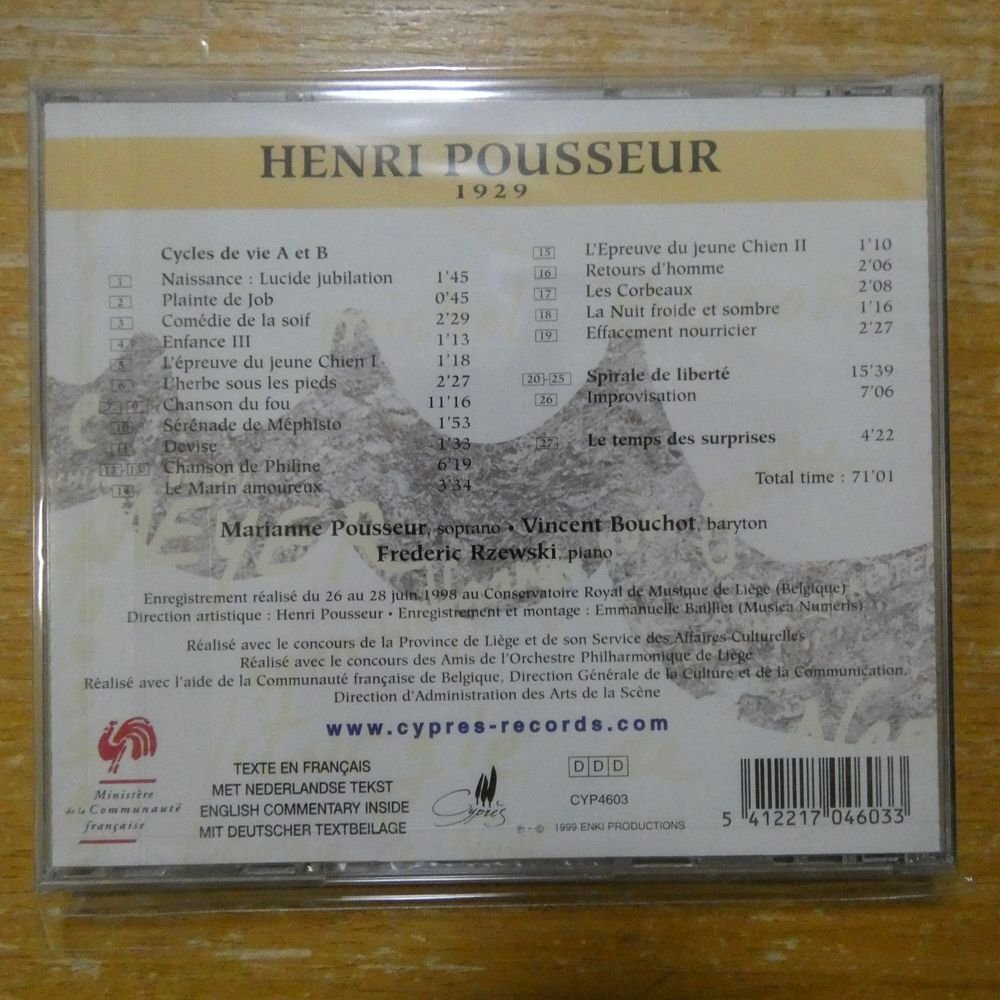 HENRI POUSSEUR
1929
Cycles de vie A et B
1 Naissance : Lucide jubilation 1'45
2 Plainte de Job 0'45
3 Comédie de la soif 2'29
4 Enfance III 1'13
5 L'épreuve du jeune Chien I 1'18
6 L'herbe sous les pieds 2'27
7 - 9 Chanson du fou 11'16
10 Sérénade de Méphisto 1'53
11 Devise 1'33
12 - 13 Chanson de Philine 6'19
14 Le Marin amoureux 3'34
15 L'Epreuve du jeune Chien II 1'10
16 Retours d'homme 2'06
17 Les Corbeaux 2'08
18 La Nuit froide et sombre 1'16
19 Effacement nourricier 2'27
20 - 25 Spirale de liberté 15'39
26 Improvisation 7'06
27 Le temps des surprises 4'22
Total time : 71'01
Marianne Pousseur, soprano • Vincent Bouchot, baryton
Frederic Rzewski, piano
Enregistrement réalisé du 26 au 28 juin 1998 au Conservatoire Royal de Musique de Liège (Belgique)
Direction artistique : Henri Pousseur • Enregistrement et montage : Emmanuelle Bailliet (Musica Numeris)
Réalisé avec le concours de la Province de Liège et de son Service des Affaires Culturelles
Réalisé avec le concours des Amis de l'Orchestre Philharmonique de Liège
Réalisé avec l'aide de la Communauté française de Belgique, Direction Générale de la Culture et de la Communication,
Direction d'Administration des Arts de la Scène
www.cypres-records.com
Ministère
de la Communauté
française
TEXTE EN FRANÇAIS
MET NEDERLANDSE TEKST
ENGLISH COMMENTARY INSIDE
MIT DEUTSCHER TEXTBEILAGE
Cyprès
DDD
CYP4603
℗ - © 1999 ENKI PRODUCTIONS
5 412217 046033